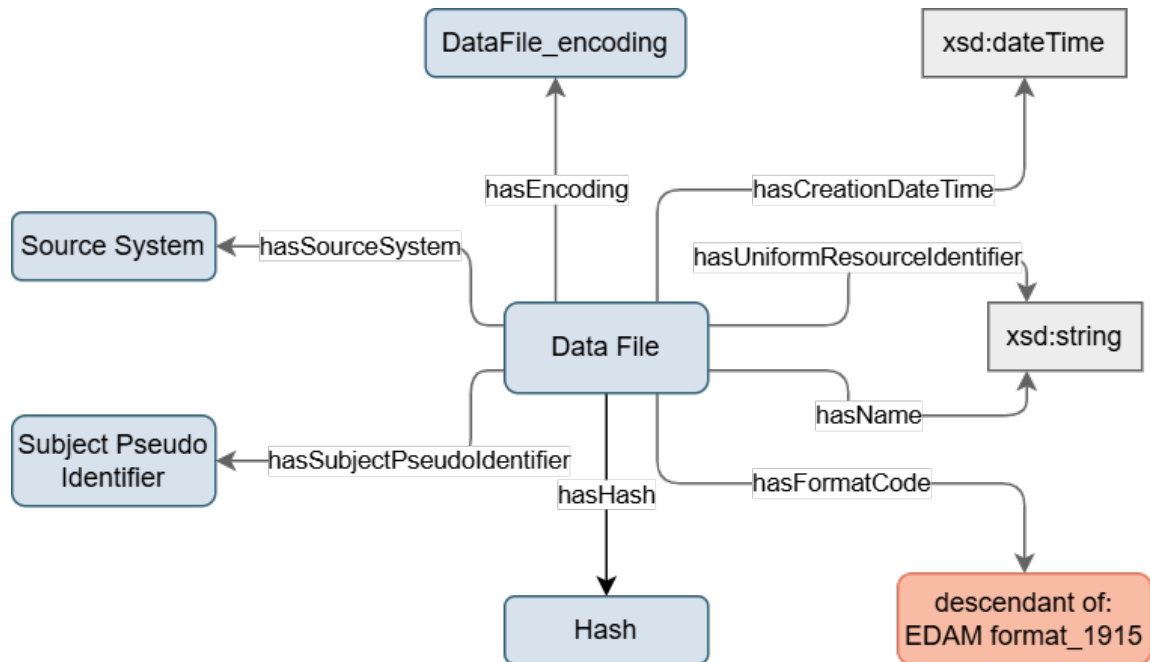 DataFile_encoding
xsd:dateTime
hasEncoding
hasCreationDateTime
Source System
hasSourceSystem
hasUniformResourceIdentifier
Data File
xsd:string
hasName
Subject Pseudo
Identifier
hasSubjectPseudoIdentifier
hasHash
hasFormatCode
Hash
descendant of:
EDAM format_1915